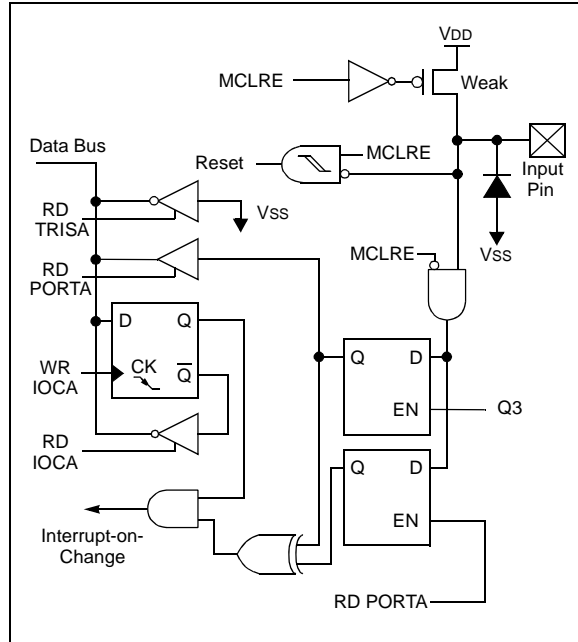 VDD
MCLRE
Weak
Data Bus
Reset
MCLRE
Input
Pin
RD
TRISA
VSS
VSS
RD
PORTA
MCLRE
D
Q
Q
D
WR
IOCA
CK
Q
EN
Q3
RD
IOCA
Q
D
EN
Interrupt-on-
Change
RD PORTA